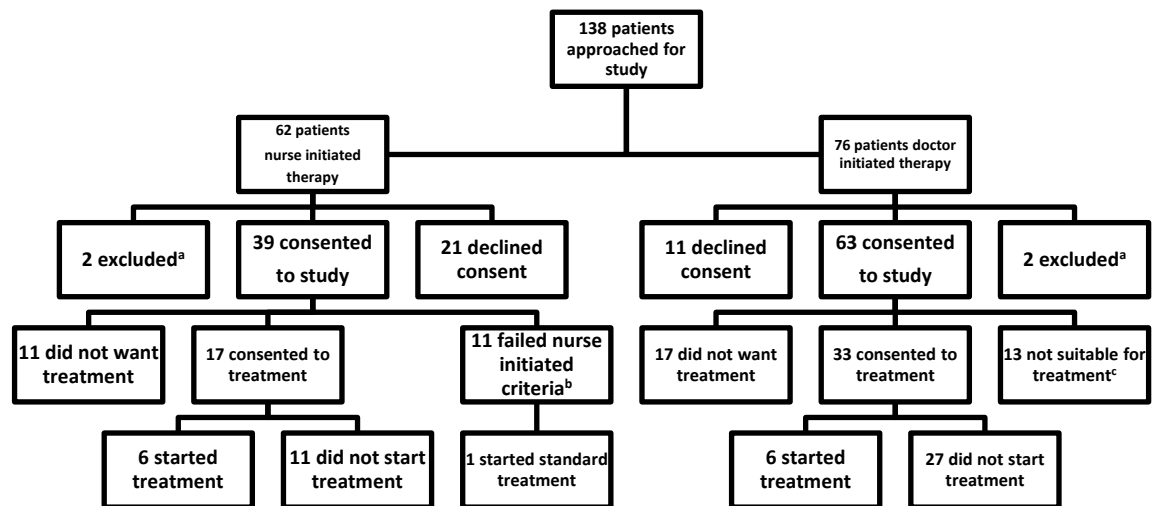 138 patients
approached for
study
62 patients
nurse initiated
therapy
76 patients doctor
initiated therapy
2 excludedᵃ
39 consented
to study
21 declined
consent
11 declined
consent
63 consented
to study
2 excludedᵃ
11 did not want
treatment
17 consented to
treatment
11 failed nurse
initiated
criteriaᵇ
17 did not want
treatment
33 consented to
treatment
13 not suitable for
treatmentᶜ
6 started
treatment
11 did not start
treatment
1 started standard
treatment
6 started
treatment
27 did not start
treatment